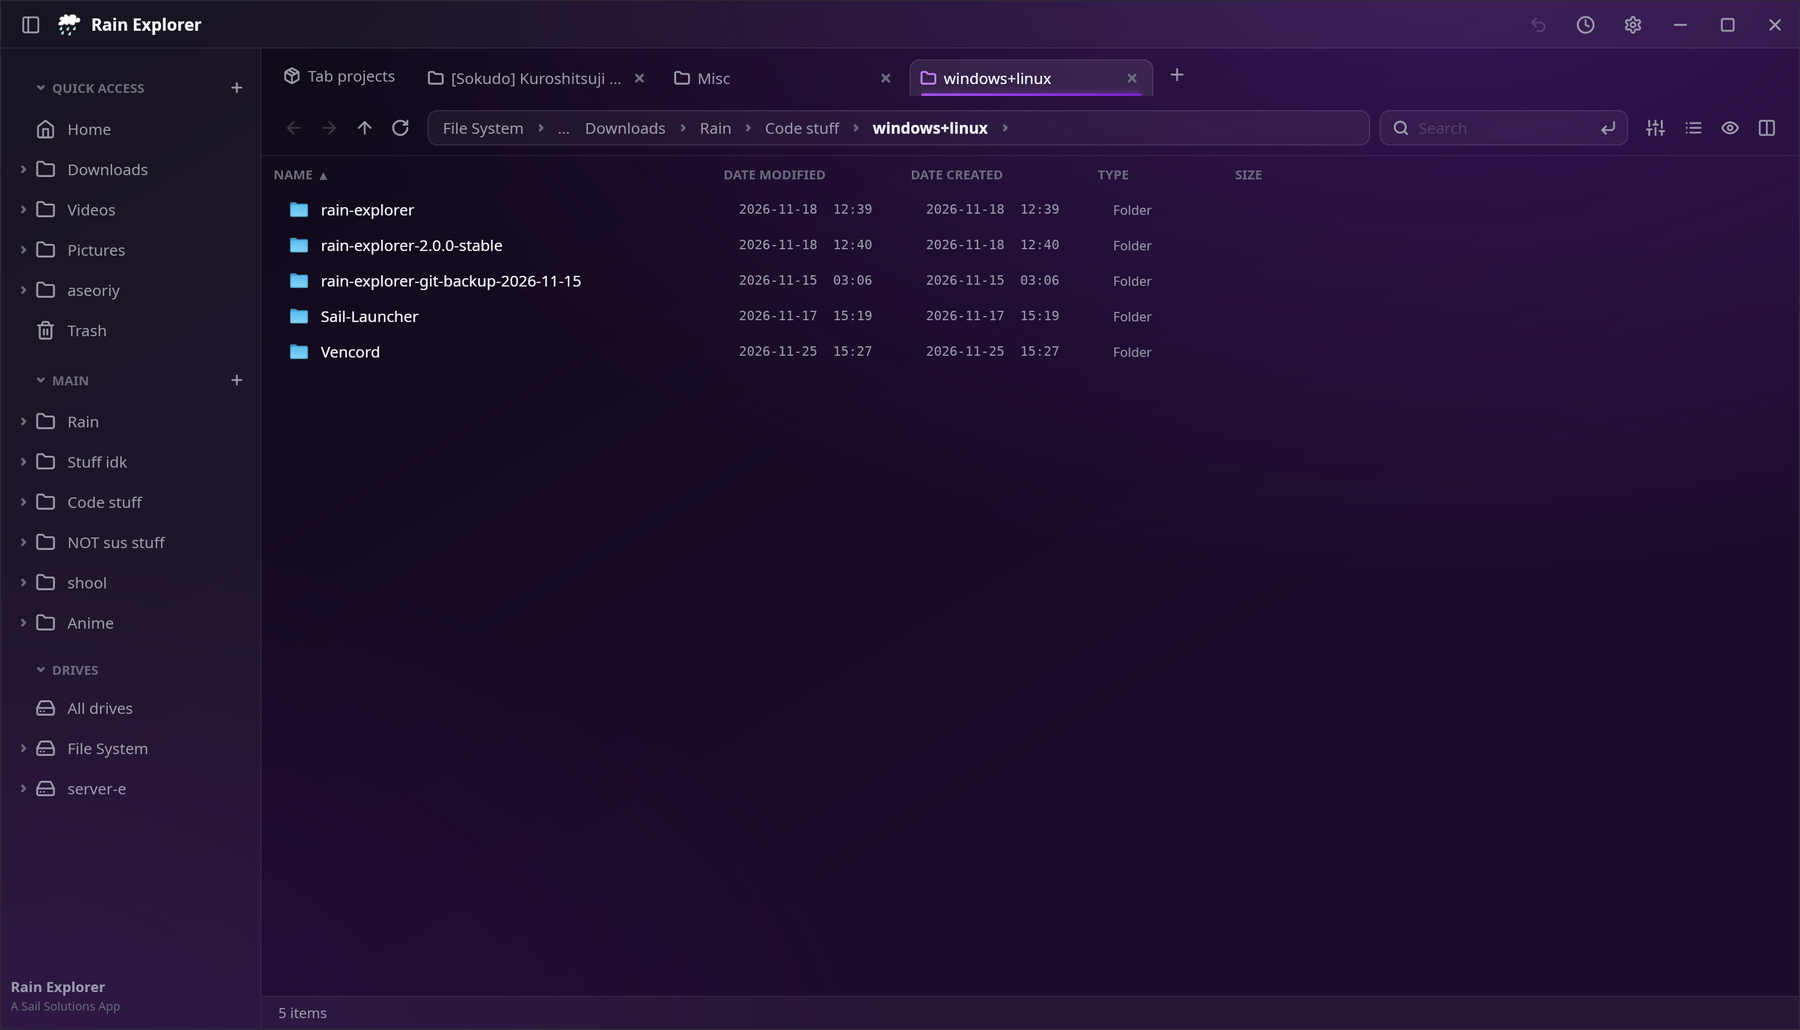 Rain Explorer
QUICK ACCESS
Home
Downloads
Videos
Pictures
aseoriy
Trash
MAIN
Rain
Stuff idk
Code stuff
NOT sus stuff
shool
Anime
DRIVES
All drives
File System
server-e
Rain Explorer
A Sail Solutions App
Tab projects [Sokudo] Kuroshitsuji ... Misc windows+linux
File System ... Downloads Rain Code stuff windows+linux Search
NAME DATE MODIFIED DATE CREATED TYPE SIZE
rain-explorer 2026-11-18 12:39 2026-11-18 12:39 Folder
rain-explorer-2.0.0-stable 2026-11-18 12:40 2026-11-18 12:40 Folder
rain-explorer-git-backup-2026-11-15 2026-11-15 03:06 2026-11-15 03:06 Folder
Sail-Launcher 2026-11-17 15:19 2026-11-17 15:19 Folder
Vencord 2026-11-25 15:27 2026-11-25 15:27 Folder
5 items